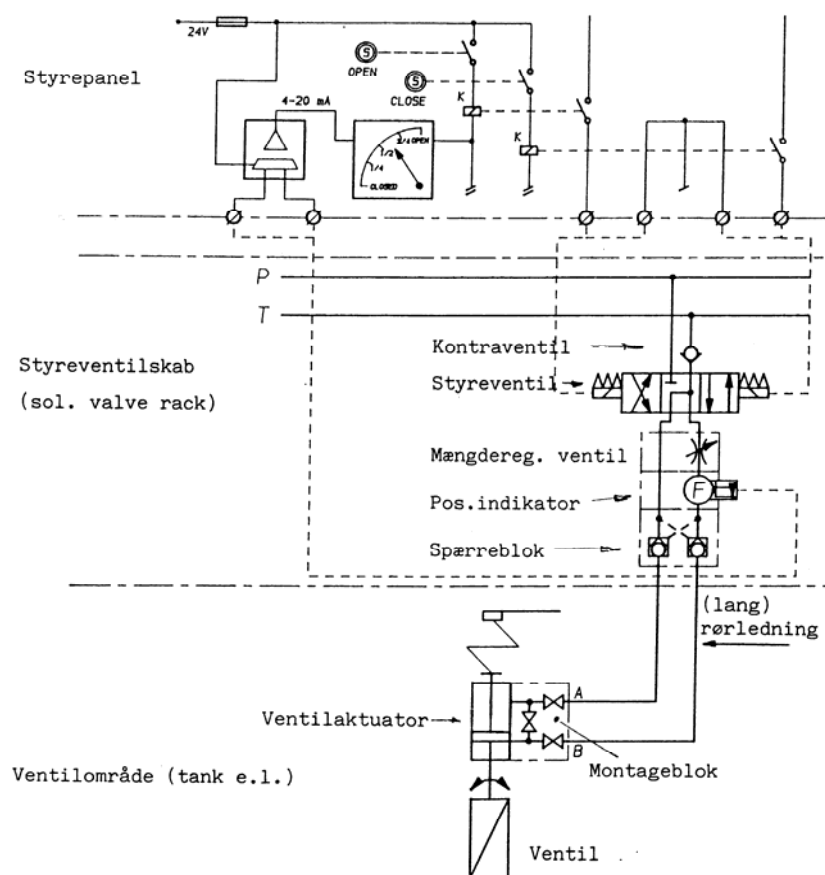 24V
S
OPEN
S
CLOSE
Styrepanel
4-20 mA
K
K
3/4 OPEN
1/2
1/4
CLOSED
P
T
Kontraventil
Styreventilskab
(sol. valve rack)
Styreventil
Mængdereg. ventil
Pos.indikator
F
Spærreblok
(lang)
rørledning
A
Ventilaktuator
B
Montageblok
Ventilområde (tank e.l.)
Ventil